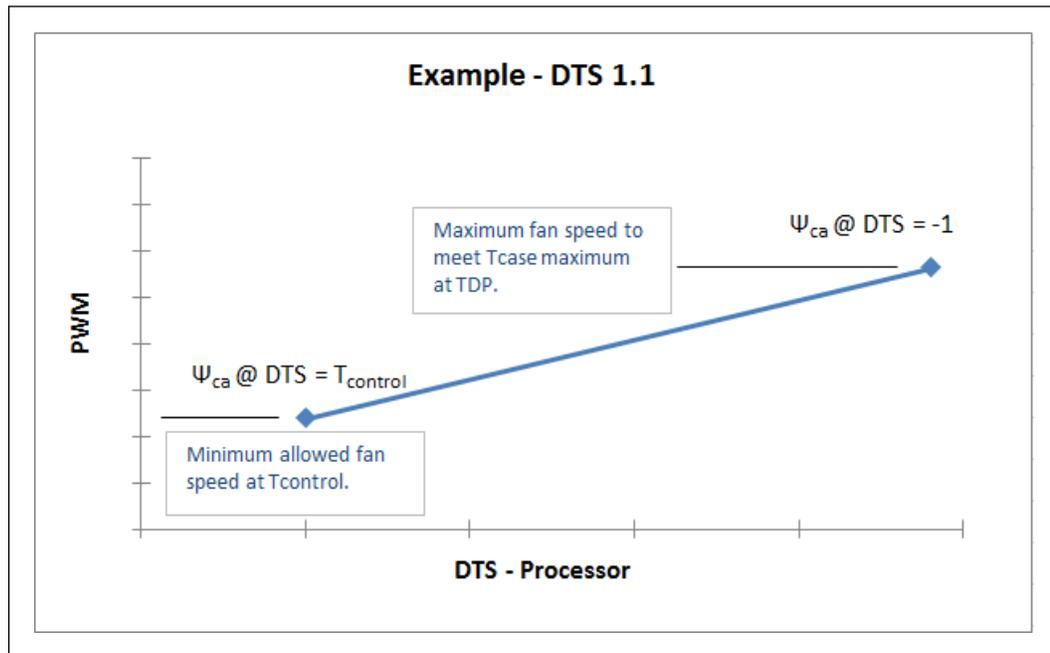 Example - DTS 1.1
Ψca @ DTS = -1
Maximum fan speed to
meet Tcase maximum
at TDP.
PWM
Ψca @ DTS = Tcontrol
Minimum allowed fan
speed at Tcontrol.
DTS - Processor